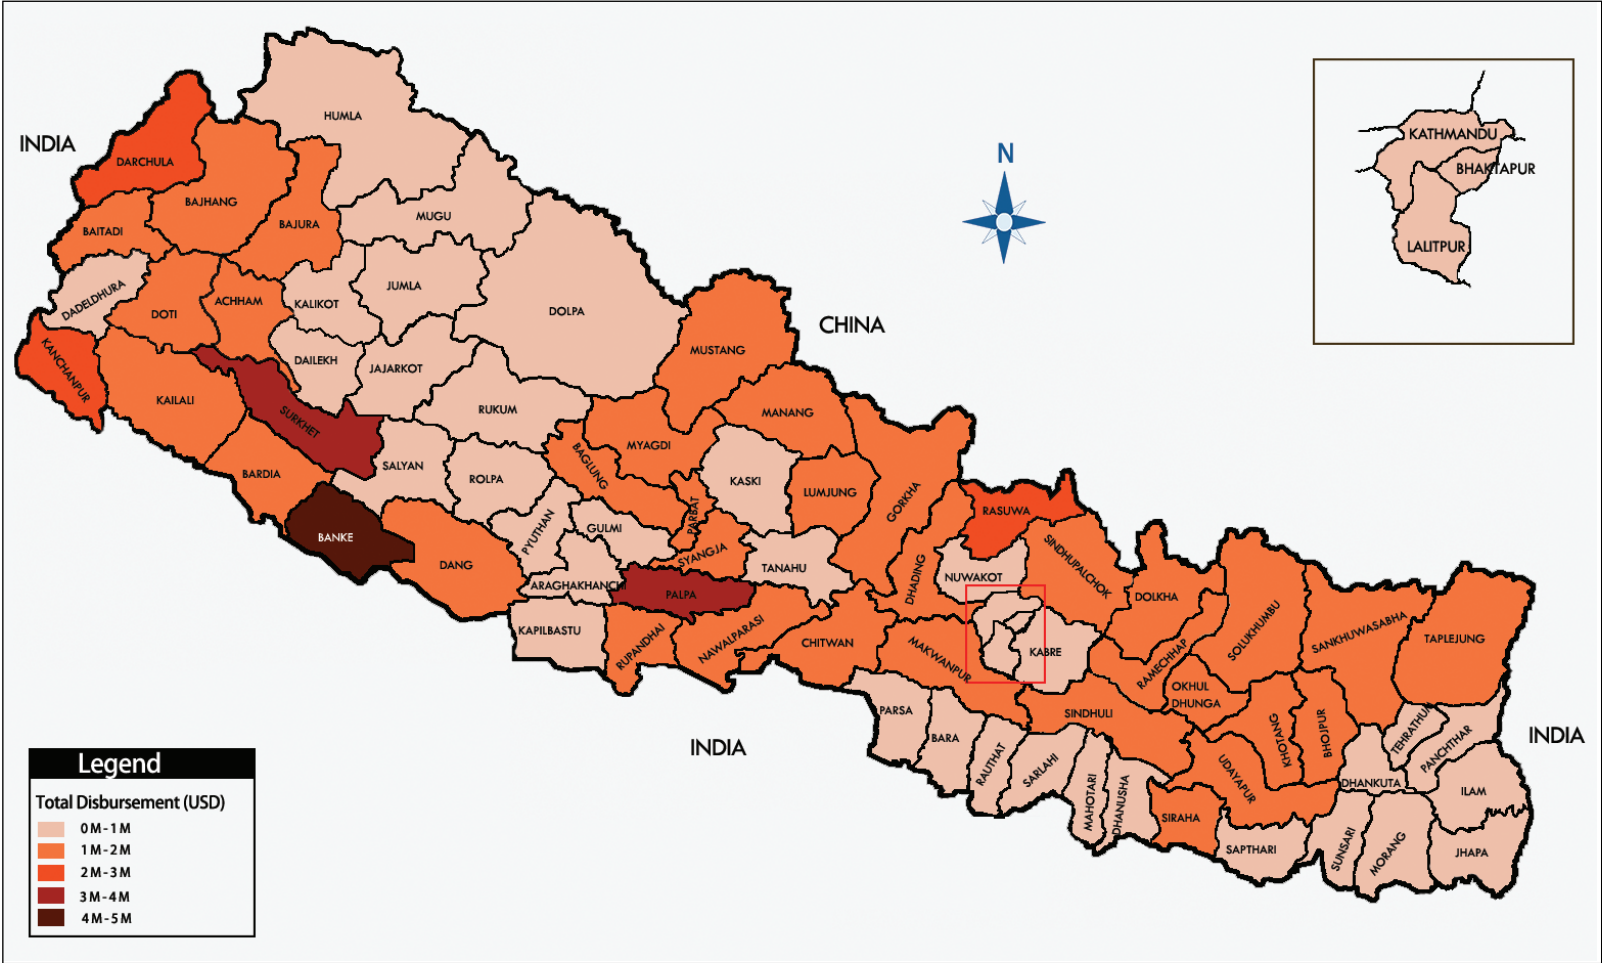 HUMLA
INDIA
DARCHULA
BAJHANG
BAJURA
MUGU
BAITADI
DADELDHURA
DOTI
ACHHAM
KALIKOT
JUMLA
DOLPA
KANCHANPUR
DAILEKH
JAJARKOT
KAILALI
SURKHET
RUKUM
BARDIA
SALYAN
ROLPA
BANKE
DANG
PYUTHAN
GULMI
ARAGHAKHANCHI
KAPILBASTU
N
CHINA
KATHMANDU
BHAKTAPUR
LALITPUR
MUSTANG
MANANG
MYAGDI
BAGLUNG
PARBAT
KASKI
LUMJUNG
GORKHA
SYANGJA
TANAHU
PALPA
RUPANDHAI
NAWALPARASI
CHITWAN
DHADING
RASUWA
NUWAKOT
SINDHUPALCHOK
KABRE
MAKWANPUR
DOLKHA
RAMECHHAP
SOLUKHUMBU
SANKHUWASABHA
TAPLEJUNG
OKHUL
DHUNGA
SINDHULI
PARSA
BARA
RAUTHAT
SARLAHI
MAHOTARI
DHANUSHA
SIRAHA
UDAYAPUR
KHOTANG
BHOJPUR
TEHRATHUM
PANCHTHAR
DHANKUTA
ILAM
SAPTHARI
SUNSARI
MORANG
JHAPA
INDIA
INDIA
Legend
Total Disbursement (USD)
0M-1M
1M-2M
2M-3M
3M-4M
4M-5M